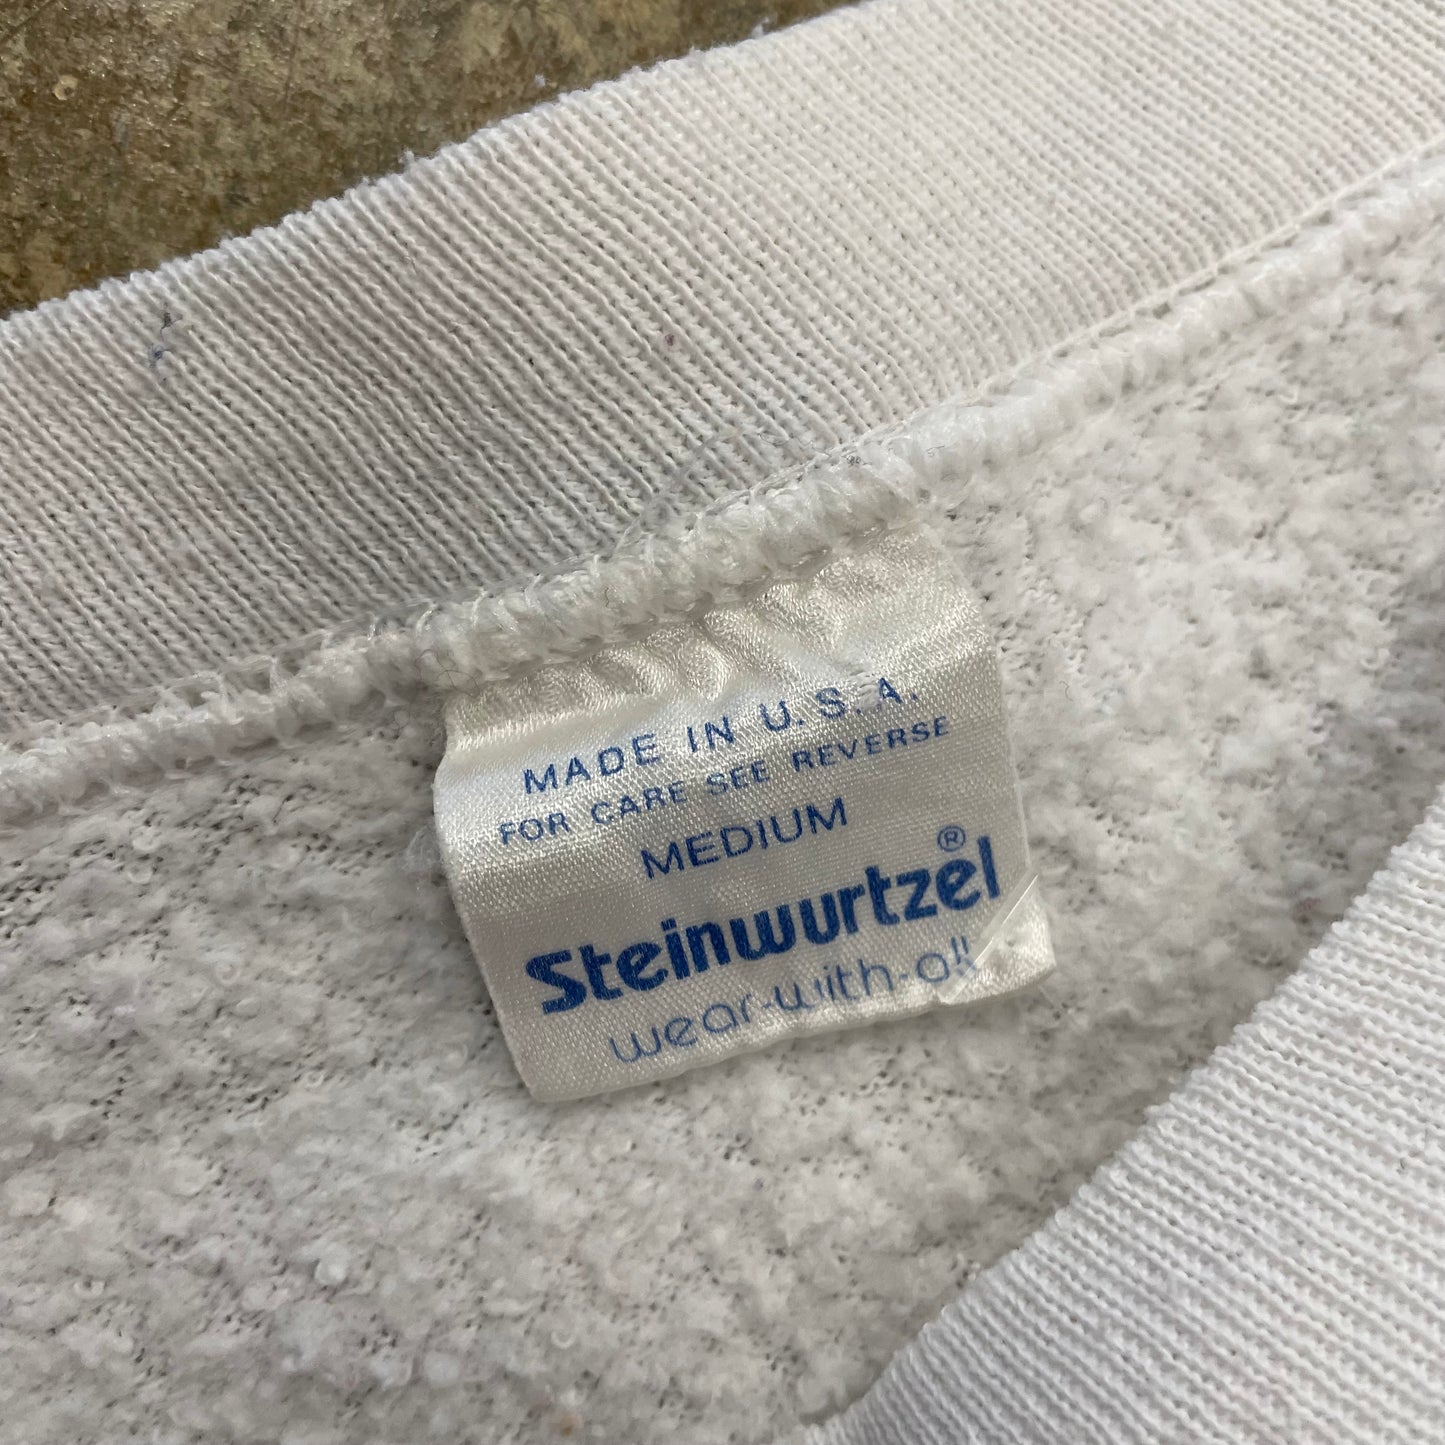 MADE IN U.S.A.
FOR CARE SEE REVERSE
MEDIUM
Steinwurtzel®
wear-with-all